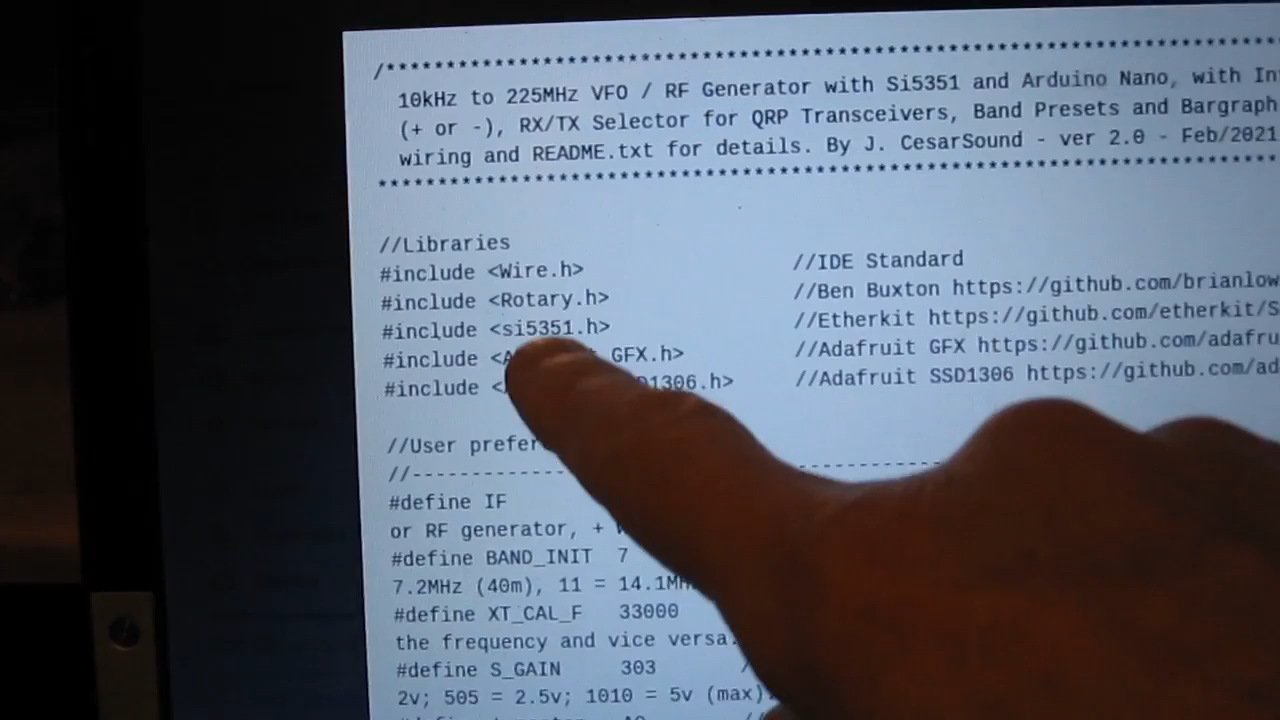 /**********************************************************************
10kHz to 225MHz VFO / RF Generator with Si5351 and Arduino Nano, with
(+ or -), RX/TX Selector for QRP Transceivers, Band Presets and Bargraph
wiring and README.txt for details. By J. CesarSound - ver 2.0 - Feb/2021
**********************************************************************
//Libraries
#include <Wire.h> //IDE Standard
#include <Rotary.h> //Ben Buxton https://github.com/brianlow
#include <si5351.h> //Etherkit https://github.com/etherkit/S
#include GFX.h> //Adafruit GFX https://github.com/adafru
#include 1306.h> //Adafruit SSD1306 https://github.com/ad
//User prefer
//------------- ------------
#define IF
or RF generator, +
#define BAND_INIT 7
7.2MHz (40m), 11 = 14.1MH
#define XT_CAL_F 33000
the frequency and vice versa.
#define S_GAIN 303 /
2v; 505 = 2.5v; 1010 = 5v (max)